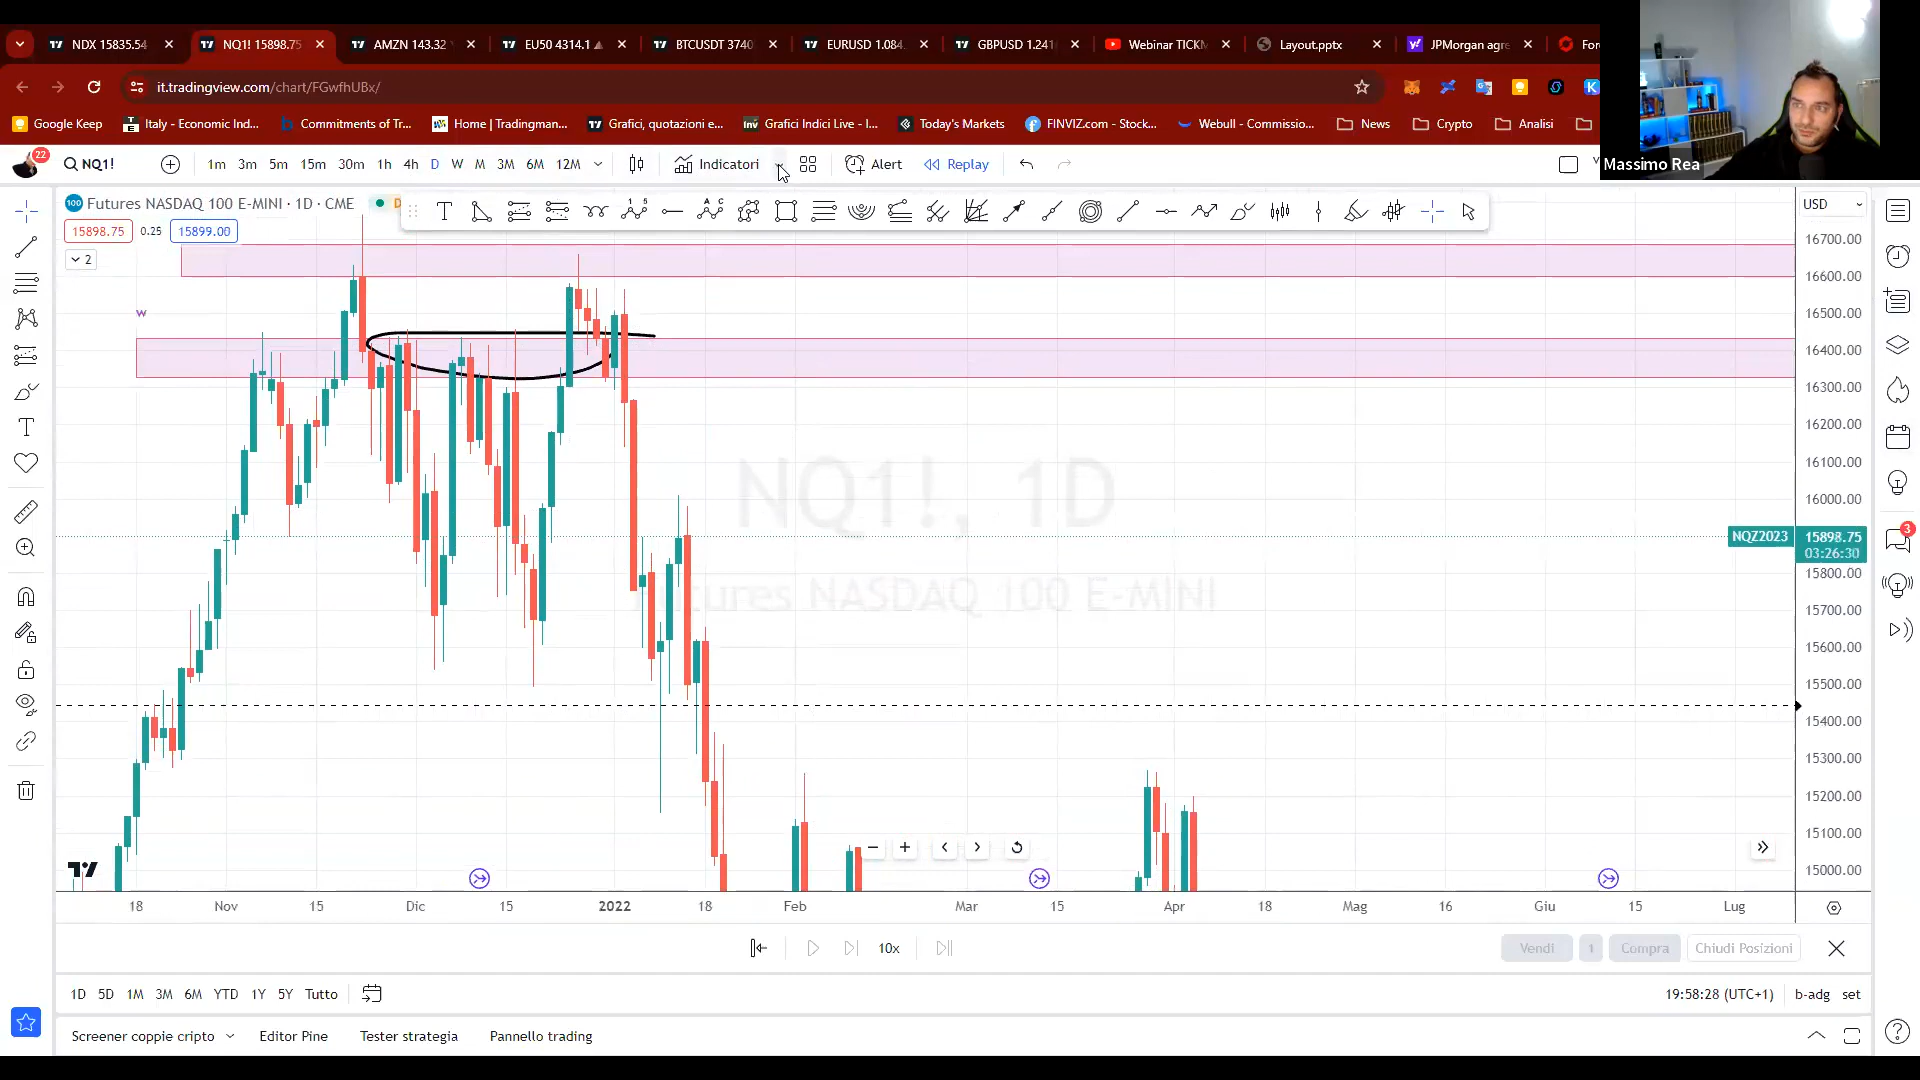 NDX 15835.54
NQ1! 15898.75
AMZN 143.32
EU50 4314.1
BTCUSDT 3740
EURUSD 1.084
GBPUSD 1.241
Webinar TICKM
Layout.pptx
JPMorgan agre
For
it.tradingview.com/chart/FGwfhUBx/
Google Keep
Italy - Economic Ind...
Commitments of Tr...
Home | Tradingman...
Grafici, quotazioni e...
Grafici Indici Live - I...
Today's Markets
FINVIZ.com - Stock...
Webull - Commissio...
News
Crypto
Analisi
Massimo Rea
22
NQ1!
1m 3m 5m 15m 30m 1h 4h D W M 3M 6M 12M
Indicatori
Alert
Replay
100 Futures NASDAQ 100 E-MINI · 1D · CME
USD
15898.75 0.25 15899.00
2
W
16700.00
16600.00
16500.00
16400.00
16300.00
16200.00
16100.00
16000.00
NQZ2023 15898.75
03:26:30
15800.00
15700.00
15600.00
15500.00
15400.00
15300.00
15200.00
15100.00
15000.00
NQ1!, 1D
Futures NASDAQ 100 E-MINI
3
18 Nov 15 Dic 15 2022 18 Feb Mar 15 Apr 18 Mag 16 Giu 15 Lug
10x
Vendi 1 Compra Chiudi Posizioni
1D 5D 1M 3M 6M YTD 1Y 5Y Tutto
19:58:28 (UTC+1) b-adg set
Screener coppie cripto Editor Pine Tester strategia Pannello trading